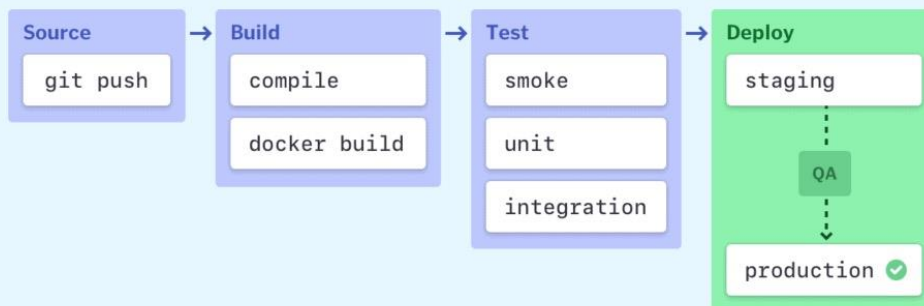 Source
git push
Build
compile
docker build
Test
smoke
unit
integration
Deploy
staging
QA
production